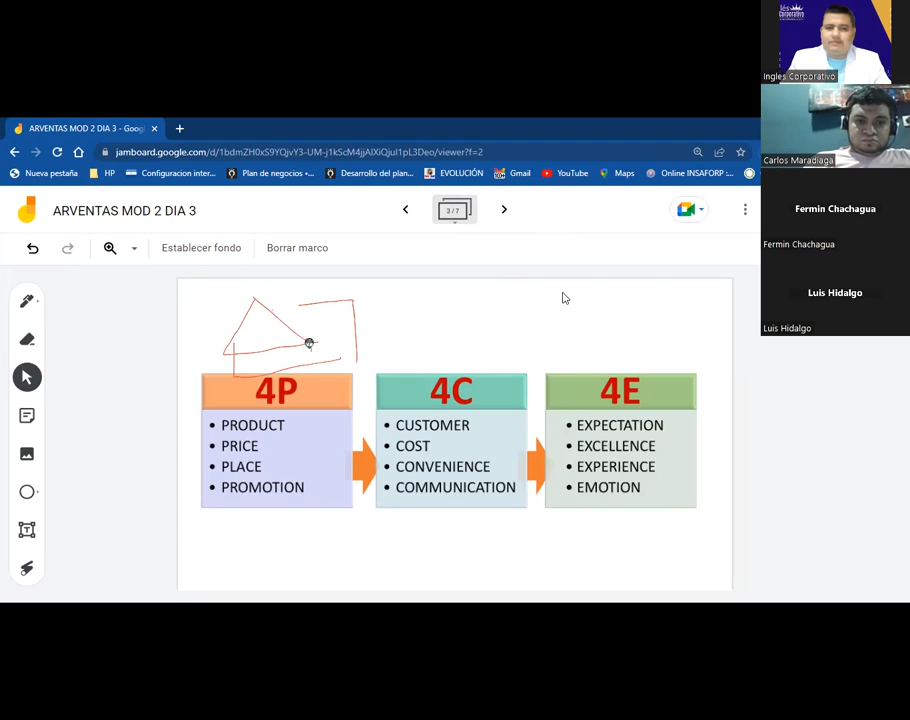 lés
Corporativo
Ingles Corporativo
Carlos Maradiaga
Fermin Chachagua
Fermin Chachagua
Luis Hidalgo
Luis Hidalgo
ARVENTAS MOD 2 DIA 3 - Goog
jamboard.google.com/d/1bdmZH0xS9YQjvY3-UM-j1kScM4jjAIXiQjuI1pL3Deo/viewer?f=2
Nueva pestaña
HP
Configuracion inter...
Plan de negocios •...
Desarrollo del plan...
EVOLUCIÓN
Gmail
YouTube
Maps
Online INSAFORP:...
ARVENTAS MOD 2 DIA 3
3/7
Establecer fondo
Borrar marco
4P
• PRODUCT
• PRICE
• PLACE
• PROMOTION
4C
• CUSTOMER
• COST
• CONVENIENCE
• COMMUNICATION
4E
• EXPECTATION
• EXCELLENCE
• EXPERIENCE
• EMOTION